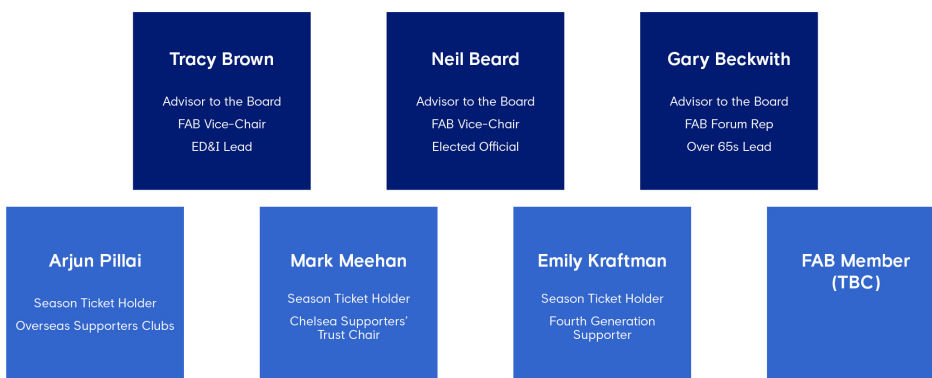 Tracy Brown
Advisor to the Board
FAB Vice-Chair
ED&I Lead
Neil Beard
Advisor to the Board
FAB Vice-Chair
Elected Official
Gary Beckwith
Advisor to the Board
FAB Forum Rep
Over 65s Lead
Arjun Pillai
Season Ticket Holder
Overseas Supporters Clubs
Mark Meehan
Season Ticket Holder
Chelsea Supporters'
Trust Chair
Emily Kraftman
Season Ticket Holder
Fourth Generation
Supporter
FAB Member
(TBC)